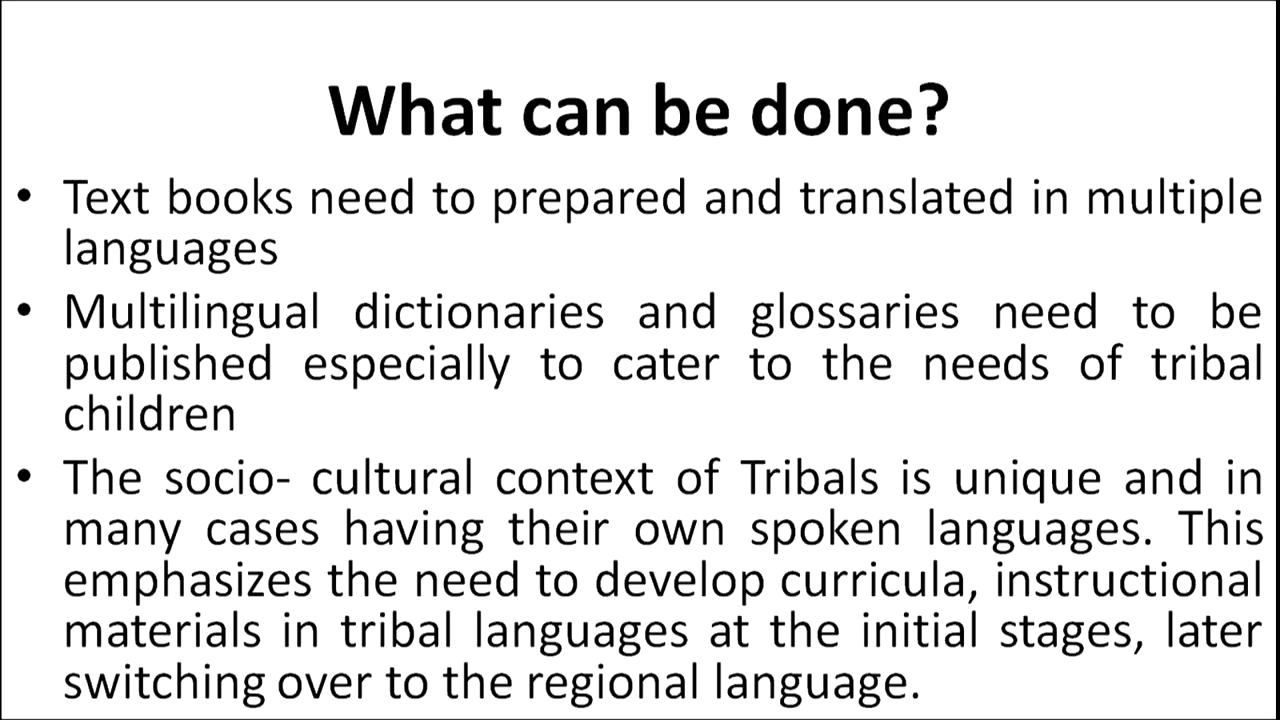 What can be done?
• Text books need to prepared and translated in multiple
languages
• Multilingual dictionaries and glossaries need to be
published especially to cater to the needs of tribal
children
• The socio- cultural context of Tribals is unique and in
many cases having their own spoken languages. This
emphasizes the need to develop curricula, instructional
materials in tribal languages at the initial stages, later
switching over to the regional language.